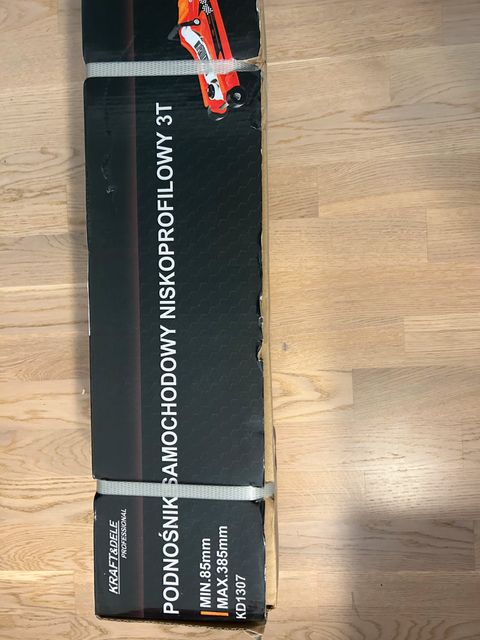 KRAFT&DELE
PROFESSIONAL
PODNOŚNIK SAMOCHODOWY NISKOPROFILOWY 3T
MIN.85mm
MAX.385mm
KD1307